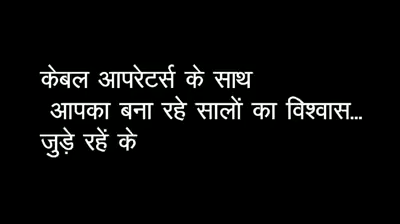 केबल आपरेटर्स के साथ
आपका बना रहे सालों का विश्वास...
जुड़े रहें के